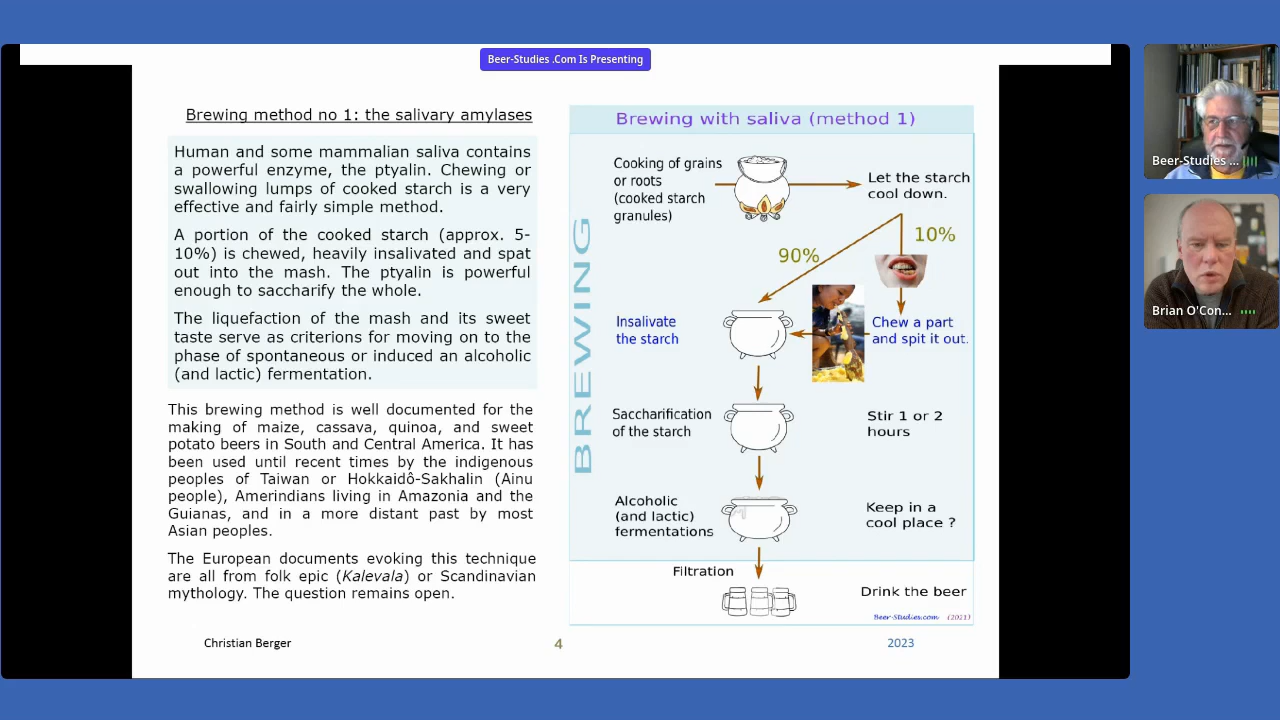 Beer-Studies .Com Is Presenting
Brewing method no 1: the salivary amylases
Human and some mammalian saliva contains
a powerful enzyme, the ptyalin. Chewing or
swallowing lumps of cooked starch is a very
effective and fairly simple method.
A portion of the cooked starch (approx. 5-
10%) is chewed, heavily insalivated and spat
out into the mash. The ptyalin is powerful
enough to saccharify the whole.
The liquefaction of the mash and its sweet
taste serve as criterions for moving on to the
phase of spontaneous or induced an alcoholic
(and lactic) fermentation.
This brewing method is well documented for the
making of maize, cassava, quinoa, and sweet
potato beers in South and Central America. It has
been used until recent times by the indigenous
peoples of Taiwan or Hokkaidô-Sakhalin (Ainu
people), Amerindians living in Amazonia and the
Guianas, and in a more distant past by most
Asian peoples.
The European documents evoking this technique
are all from folk epic (Kalevala) or Scandinavian
mythology. The question remains open.
Brewing with saliva (method 1)
BREWING
Cooking of grains
or roots
(cooked starch
granules)
Let the starch
cool down.
90%
10%
Insalivate
the starch
Chew a part
and spit it out.
Saccharification
of the starch
Stir 1 or 2
hours
Alcoholic
(and lactic)
fermentations
Keep in a
cool place ?
Filtration
Drink the beer
Beer-Studies.com (2021)
Christian Berger
4
2023
Beer-Studies ...
Brian O'Con...